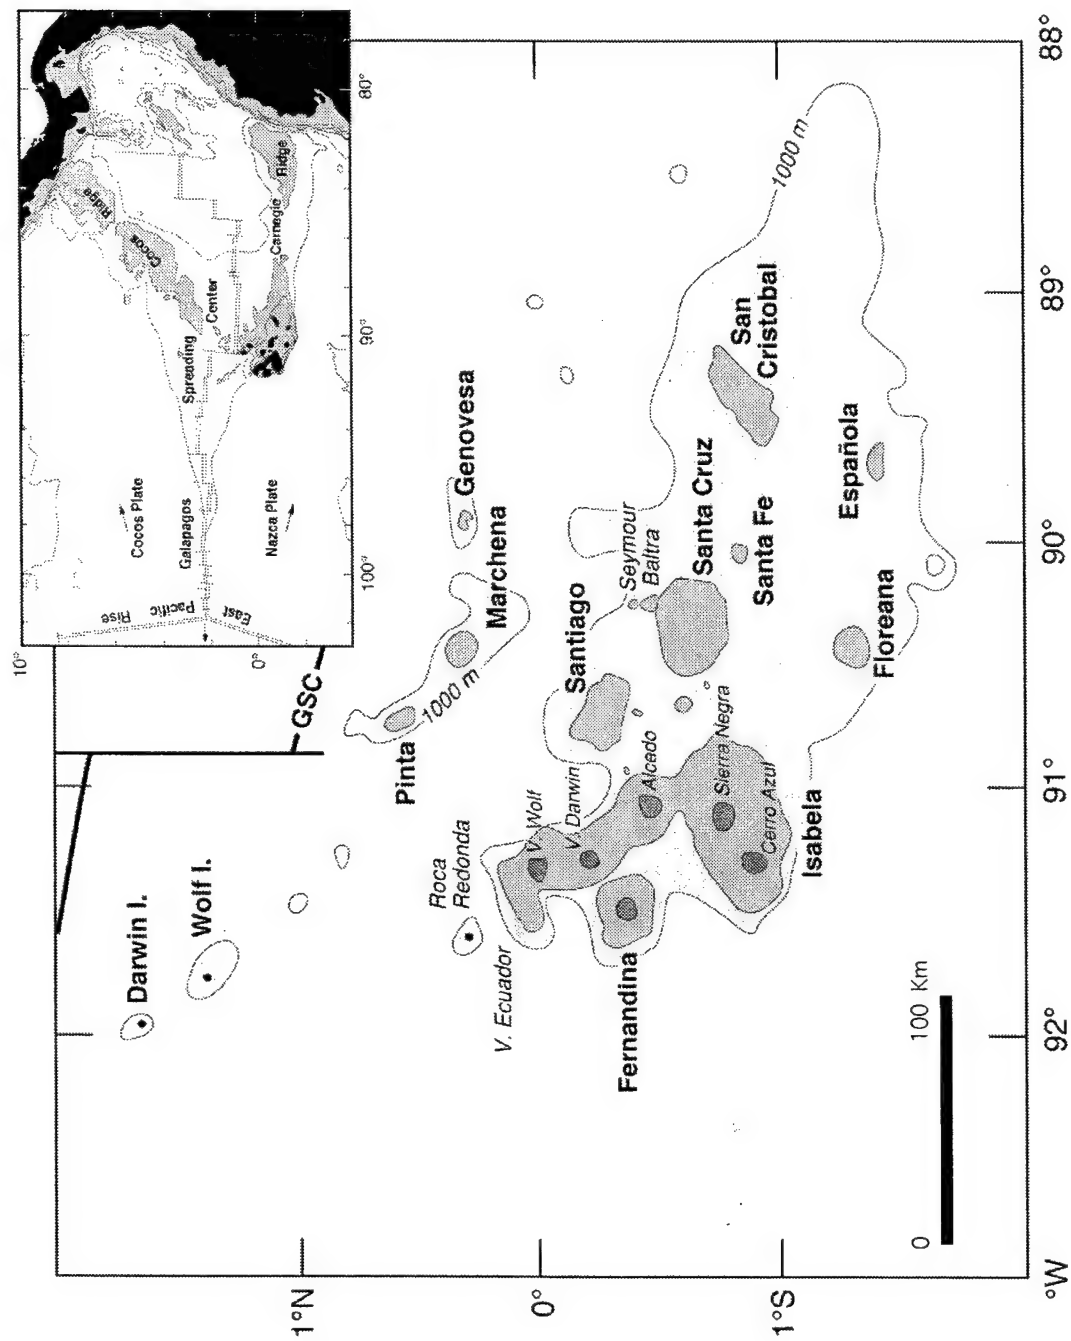 10°
0°
Cocos
Ridge
Carnegie
Ridge
Spreading
Center
Galapagos
Cocos Plate
Nazca Plate
East
Pacific
Rise
100°
90°
80°
GSC
Darwin I.
Wolf I.
Pinta
1000 m
Marchena
Genovesa
Roca
Redonda
V. Ecuador
V. Wolf
V. Darwin
Alcedo
Sierra Negra
Cerro Azul
Fernandina
Isabela
Santiago
Seymour
Baltra
Santa Cruz
Santa Fe
San
Cristobal
Española
Floreana
1000 m
0
100 Km
1°N
0°
1°S
°W
92°
91°
90°
89°
88°